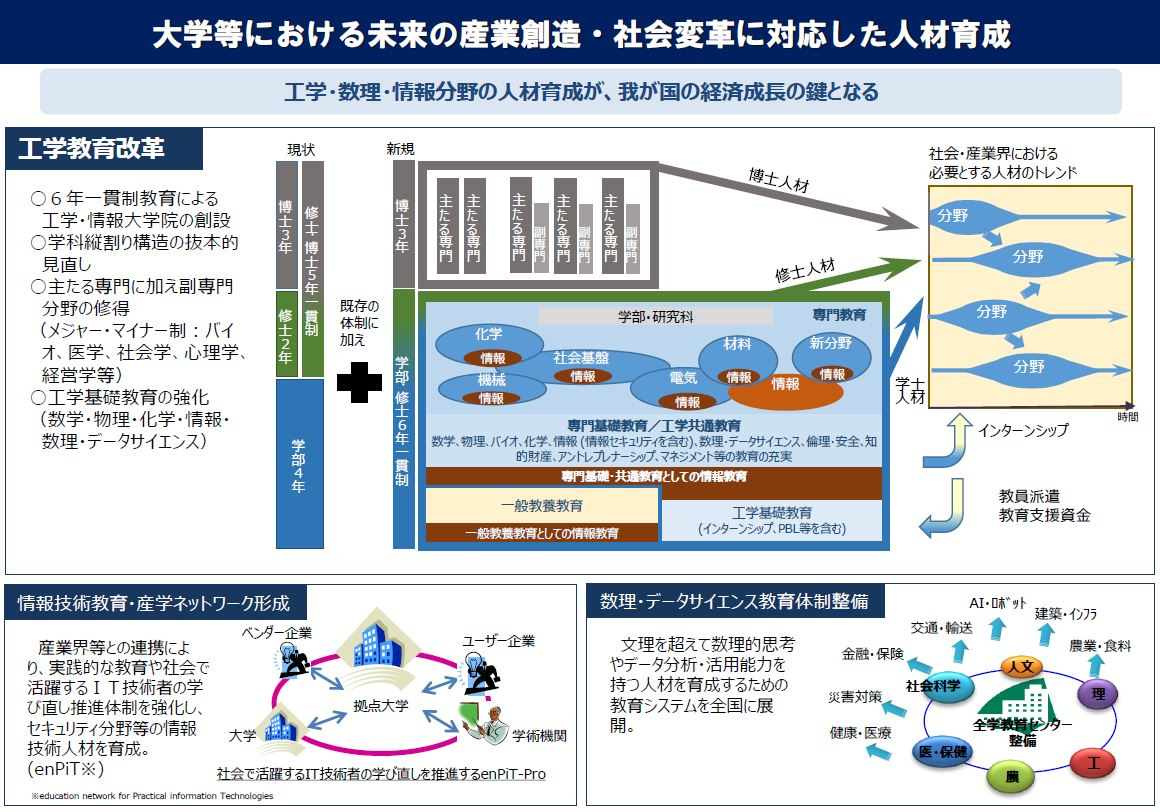 大学等における未来の産業創造・社会変革に対応した人材育成
工学・数理・情報分野の人材育成が、我が国の経済成長の鍵となる
工学教育改革
○６年一貫制教育による
工学・情報大学院の創設
○学科縦割り構造の抜本的
見直し
○主たる専門に加え副専門
分野の修得
（メジャー・マイナー制：バイ
オ、医学、社会学、心理学、
経営学等）
○工学基礎教育の強化
（数学・物理・化学・情報・
数理・データサイエンス）
現状
博士３年
修士２年
学部４年
修士・博士５年一貫制
既存の
体制に
加え
新規
博士３年
学部・修士６年一貫制
主たる専門
主たる専門
主たる専門
副専門
主たる専門
副専門
主たる専門
副専門
学部・研究科
専門教育
化学
情報
社会基盤
情報
機械
情報
電気
情報
材料
情報
情報
新分野
情報
専門基礎教育／工学共通教育
数学、物理、バイオ、化学、情報（情報セキュリティを含む）、数理・データサイエンス、倫理・安全、知
的財産、アントレプレナーシップ、マネジメント等の教育の充実
専門基礎・共通教育としての情報教育
一般教養教育
一般教養教育としての情報教育
工学基礎教育
（インターンシップ、PBL等を含む）
博士人材
修士人材
学士
人材
社会・産業界における
必要とする人材のトレンド
分野
分野
分野
分野
時間
インターンシップ
教員派遣
教育支援資金
情報技術教育・産学ネットワーク形成
産業界等との連携によ
り、実践的な教育や社会で
活躍するＩＴ技術者の学
び直し推進体制を強化し、
セキュリティ分野等の情報
技術人材を育成。
（enPiT※）
※education network for Practical information Technologies
ベンダー企業
ユーザー企業
拠点大学
大学
学術機関
社会で活躍するIT技術者の学び直しを推進するenPiT-Pro
数理・データサイエンス教育体制整備
文理を超えて数理的思考
やデータ分析・活用能力を
持つ人材を育成するための
教育システムを全国に展
開。
AI・ﾛﾎﾞｯﾄ
建築・ｲﾝﾌﾗ
交通・輸送
農業・食料
金融・保険
災害対策
健康・医療
人文
社会科学
理
全学教育センター
整備
医・保健
工
農